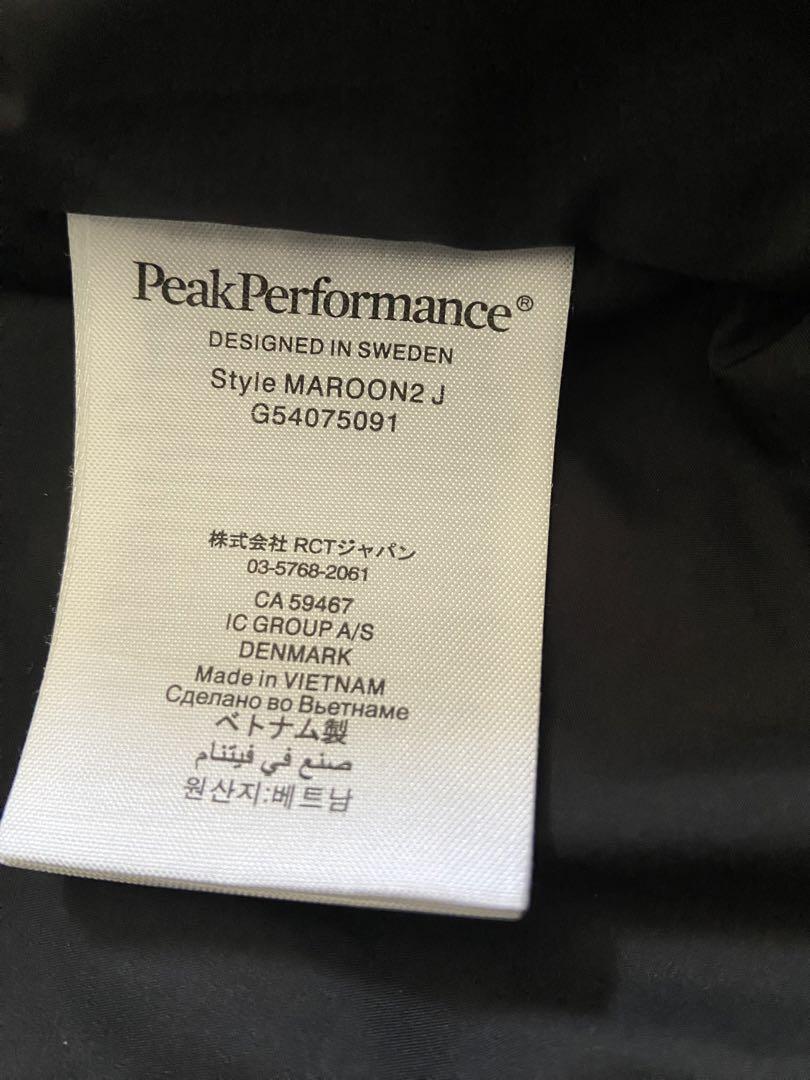 PeakPerformance®
DESIGNED IN SWEDEN
Style MAROON2 J
G54075091
株式会社 RCTジャパン
03-5768-2061
CA 59467
IC GROUP A/S
DENMARK
Made in VIETNAM
Сделано во Вьетнаме
ベトナム製
صنع في فيتنام
원산지:베트남